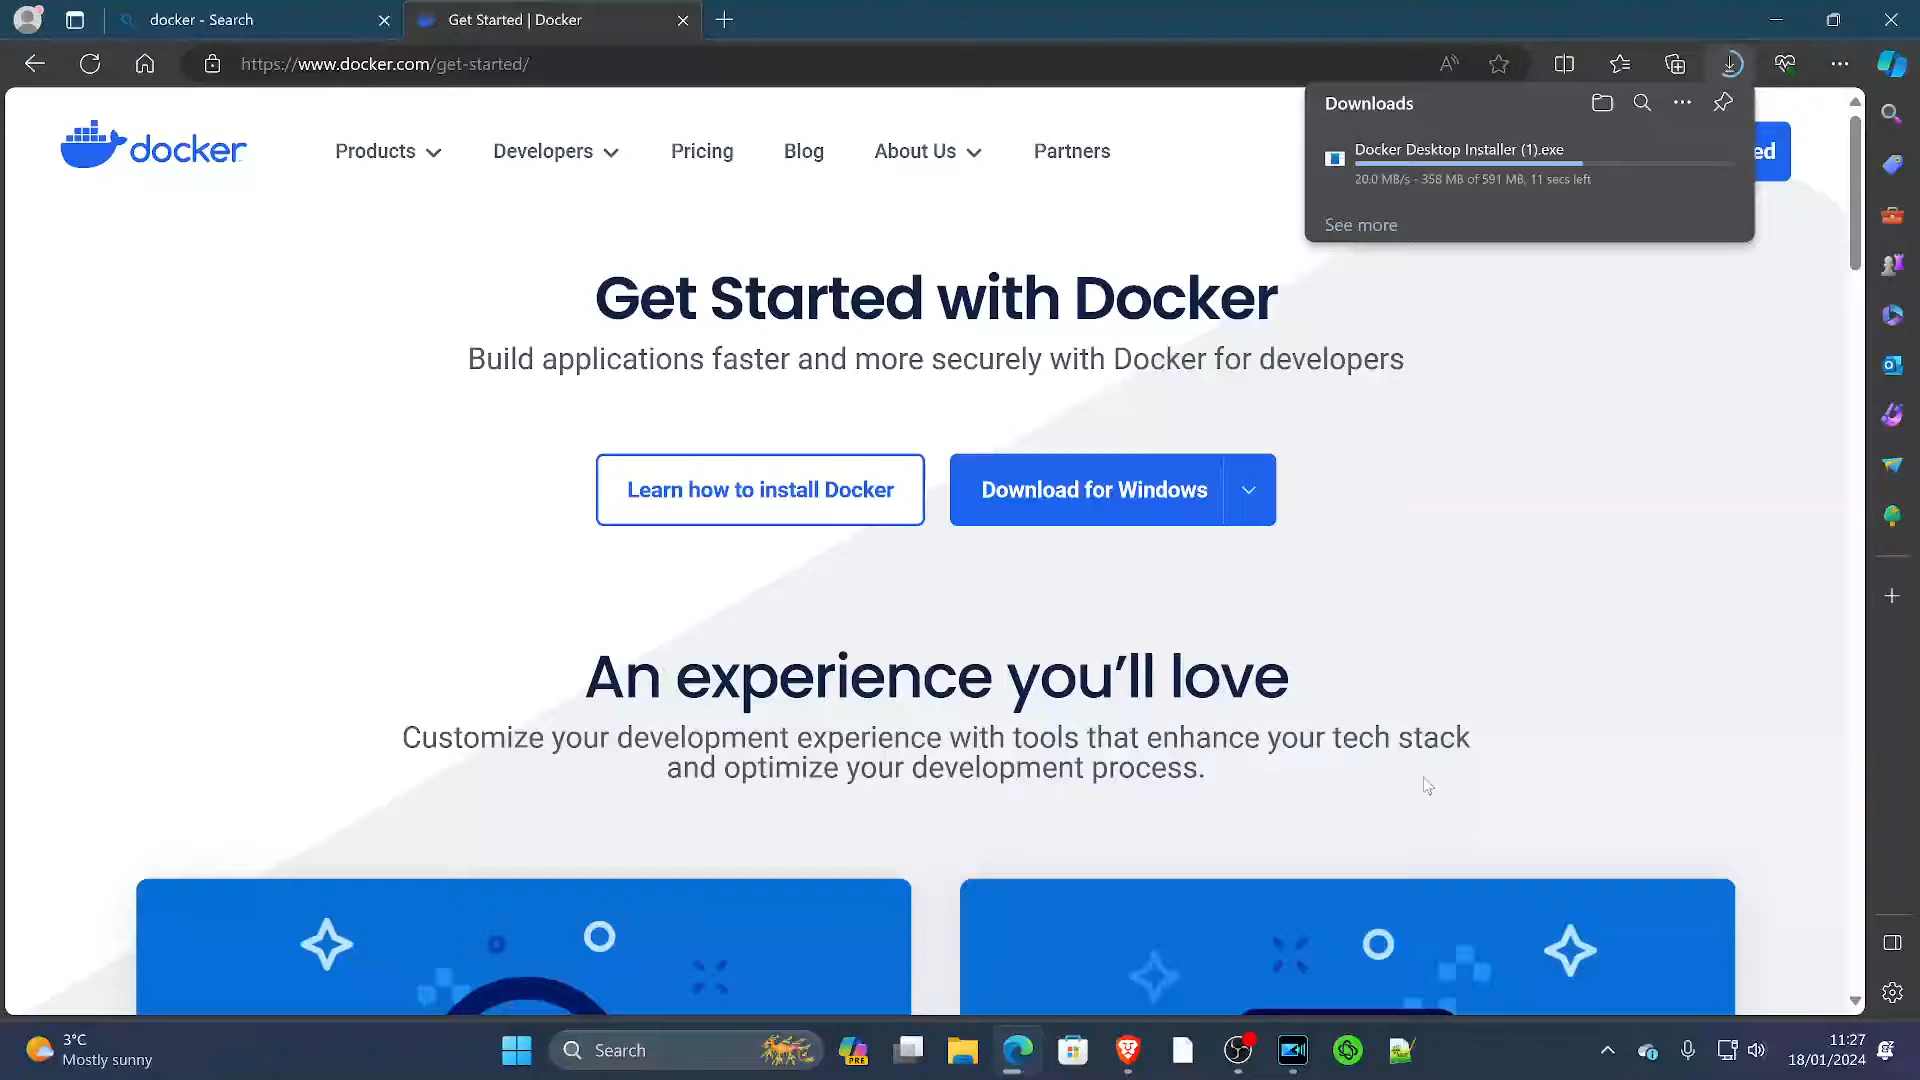 docker - Search
Get Started | Docker
https://www.docker.com/get-started/
docker
Products
Developers
Pricing
Blog
About Us
Partners
ed
Downloads
Docker Desktop Installer (1).exe
20.0 MB/s - 358 MB of 591 MB, 11 secs left
See more
Get Started with Docker
Build applications faster and more securely with Docker for developers
Learn how to install Docker
Download for Windows
An experience you’ll love
Customize your development experience with tools that enhance your tech stack
and optimize your development process.
3°C
Mostly sunny
Search
PRE
11:27
18/01/2024